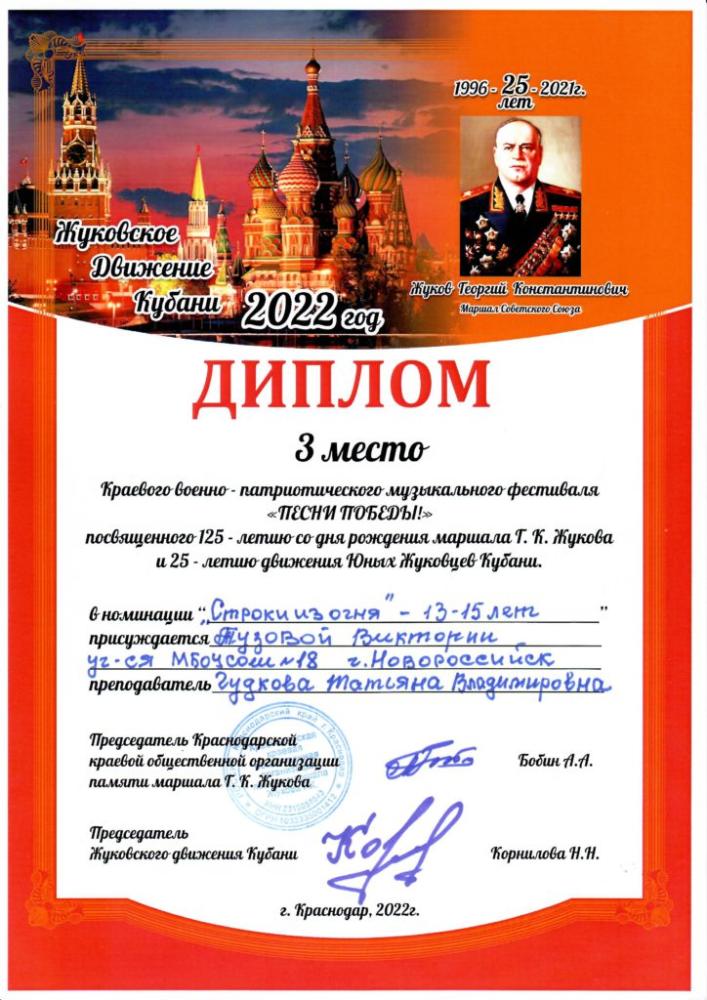 1996 - 25 - 2021г.
лет
Жуковское
Движение
Кубани
2022 год
Жуков Георгий Константинович
Маршал Советского Союза
ДИПЛОМ
3 место
Краевого военно - патриотического музыкального фестиваля
«ПЕСНИ ПОБЕДЫ!»
посвященного 125 - летию со дня рождения маршала Г. К. Жукова
и 25 - летию движения Юных Жуковцев Кубани.
в номинации “„Строки из огня” - 13-15 лет”
присуждается Тузовой Виктории
уч-ся МБОУ СОШ №18 г. Новороссийск
преподаватель Гудкова Татьяна Владимировна
Председатель Краснодарской
краевой общественной организации
памяти маршала Г. К. Жукова
Бобин А.А.
Председатель
Жуковского движения Кубани
Корнилова Н.Н.
г. Краснодар, 2022г.